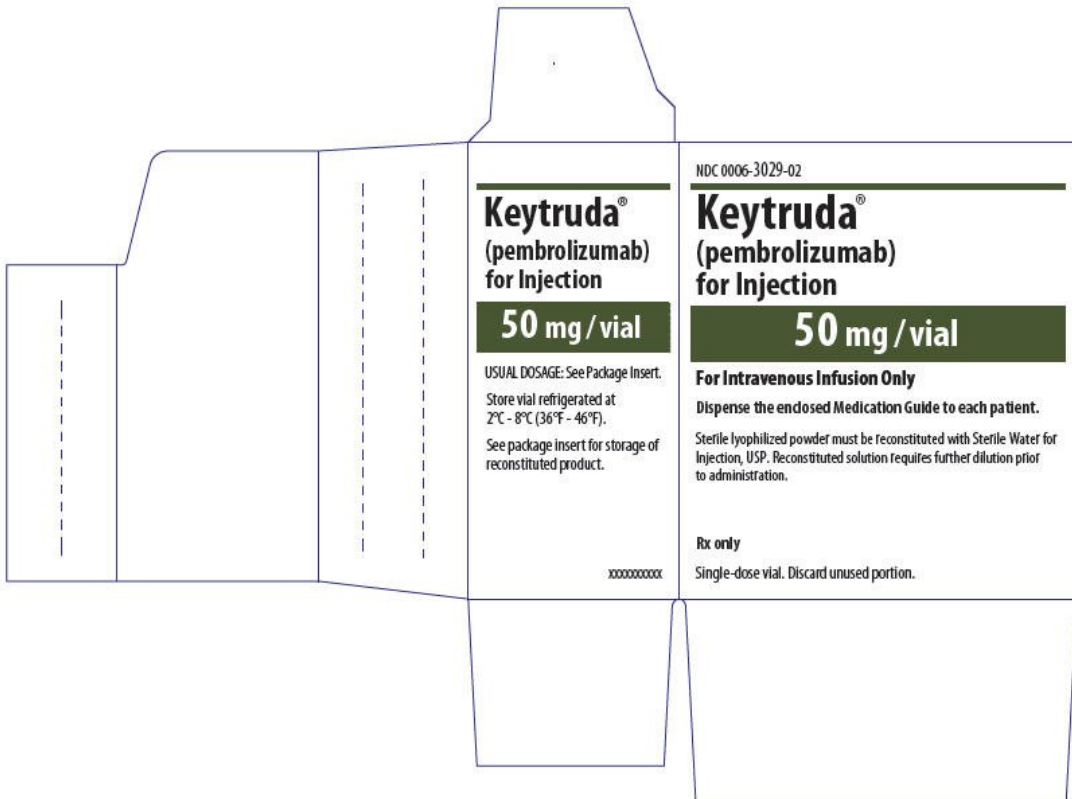 Keytruda®
(pembrolizumab)
for Injection
50 mg / vial
USUAL DOSAGE: See Package Insert.
Store vial refrigerated at
2°C - 8°C (36°F - 46°F).
See package insert for storage of
reconstituted product.
xxxxxxxxxx
NDC 0006-3029-02
Keytruda®
(pembrolizumab)
for Injection
50 mg / vial
For Intravenous Infusion Only
Dispense the enclosed Medication Guide to each patient.
Sterile lyophilized powder must be reconstituted with Sterile Water for
Injection, USP. Reconstituted solution requires further dilution prior
to administration.
Rx only
Single-dose vial. Discard unused portion.